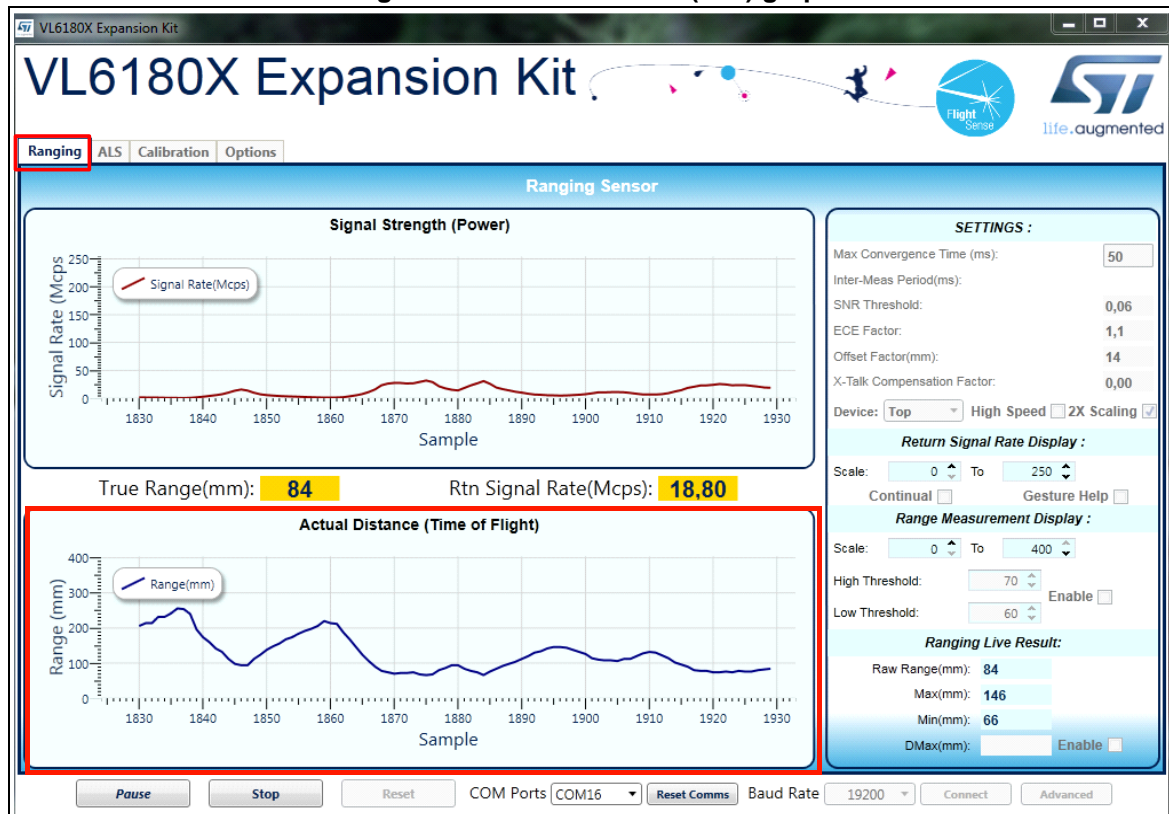 VL6180X Expansion Kit
VL6180X Expansion Kit
Flight
Sense
life.augmented
Ranging ALS Calibration Options
Ranging Sensor
Signal Strength (Power)
Signal Rate (Mcps)
250
200
150
100
50
0
Signal Rate(Mcps)
1830 1840 1850 1860 1870 1880 1890 1900 1910 1920 1930
Sample
True Range(mm): 84 Rtn Signal Rate(Mcps): 18,80
Actual Distance (Time of Flight)
Range (mm)
400
300
200
100
0
Range(mm)
1830 1840 1850 1860 1870 1880 1890 1900 1910 1920 1930
Sample
SETTINGS :
Max Convergence Time (ms): 50
Inter-Meas Period(ms):
SNR Threshold: 0,06
ECE Factor: 1,1
Offset Factor(mm): 14
X-Talk Compensation Factor: 0,00
Device: Top High Speed 2X Scaling
Return Signal Rate Display :
Scale: 0 To 250
Continual Gesture Help
Range Measurement Display :
Scale: 0 To 400
High Threshold: 70
Enable
Low Threshold: 60
Ranging Live Result:
Raw Range(mm): 84
Max(mm): 146
Min(mm): 66
DMax(mm): Enable
Pause Stop Reset COM Ports COM16 Reset Comms Baud Rate 19200 Connect Advanced